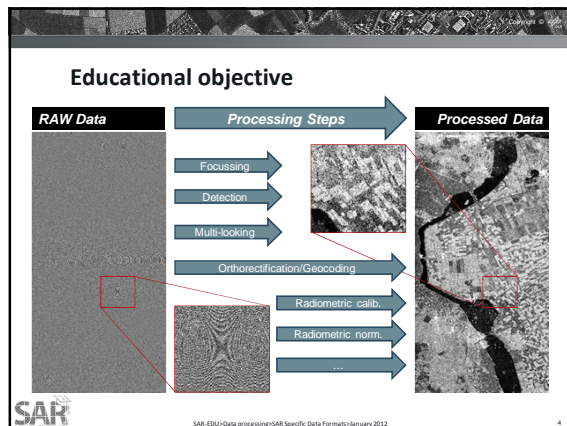 Copyright ©
Educational objective
RAW Data
Processing Steps
Processed Data
Focussing
Detection
Multi-looking
Orthorectification/Geocoding
Radiometric calib.
Radiometric norm.
…
SAR
SAR-EDU>Data processing>SAR Specific Data Formats>January 2012
4